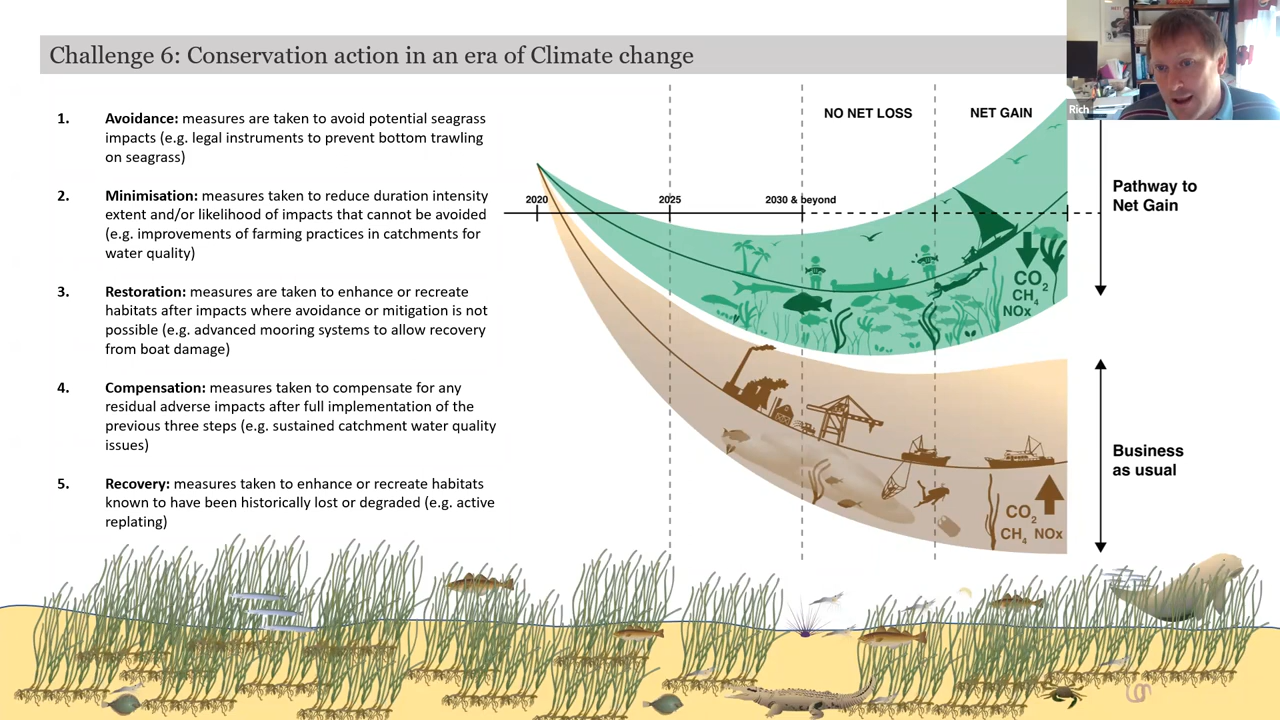 Challenge 6: Conservation action in an era of Climate change
Rich
1. Avoidance: measures are taken to avoid potential seagrass
impacts (e.g. legal instruments to prevent bottom trawling
on seagrass)
2. Minimisation: measures taken to reduce duration intensity
extent and/or likelihood of impacts that cannot be avoided
(e.g. improvements of farming practices in catchments for
water quality)
3. Restoration: measures are taken to enhance or recreate
habitats after impacts where avoidance or mitigation is not
possible (e.g. advanced mooring systems to allow recovery
from boat damage)
4. Compensation: measures taken to compensate for any
residual adverse impacts after full implementation of the
previous three steps (e.g. sustained catchment water quality
issues)
5. Recovery: measures taken to enhance or recreate habitats
known to have been historically lost or degraded (e.g. active
replating)
NO NET LOSS
NET GAIN
2020
2025
2030 & beyond
CO2
CH4
NOx
Pathway to
Net Gain
Business
as usual
CO2
CH4 NOx